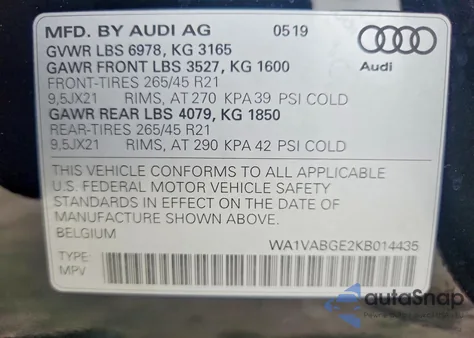 MFD. BY AUDI AG 0519
GVWR LBS 6978, KG 3165
GAWR FRONT LBS 3527, KG 1600
FRONT-TIRES 265/45 R21
9,5JX21 RIMS, AT 270 KPA 39 PSI COLD
GAWR REAR LBS 4079, KG 1850
REAR-TIRES 265/45 R21
9,5JX21 RIMS, AT 290 KPA 42 PSI COLD
Audi
THIS VEHICLE CONFORMS TO ALL APPLICABLE
U.S. FEDERAL MOTOR VEHICLE SAFETY
STANDARDS IN EFFECT ON THE DATE OF
MANUFACTURE SHOWN ABOVE.
BELGIUM
WA1VABGE2KB014435
TYPE:
MPV
autoSnap